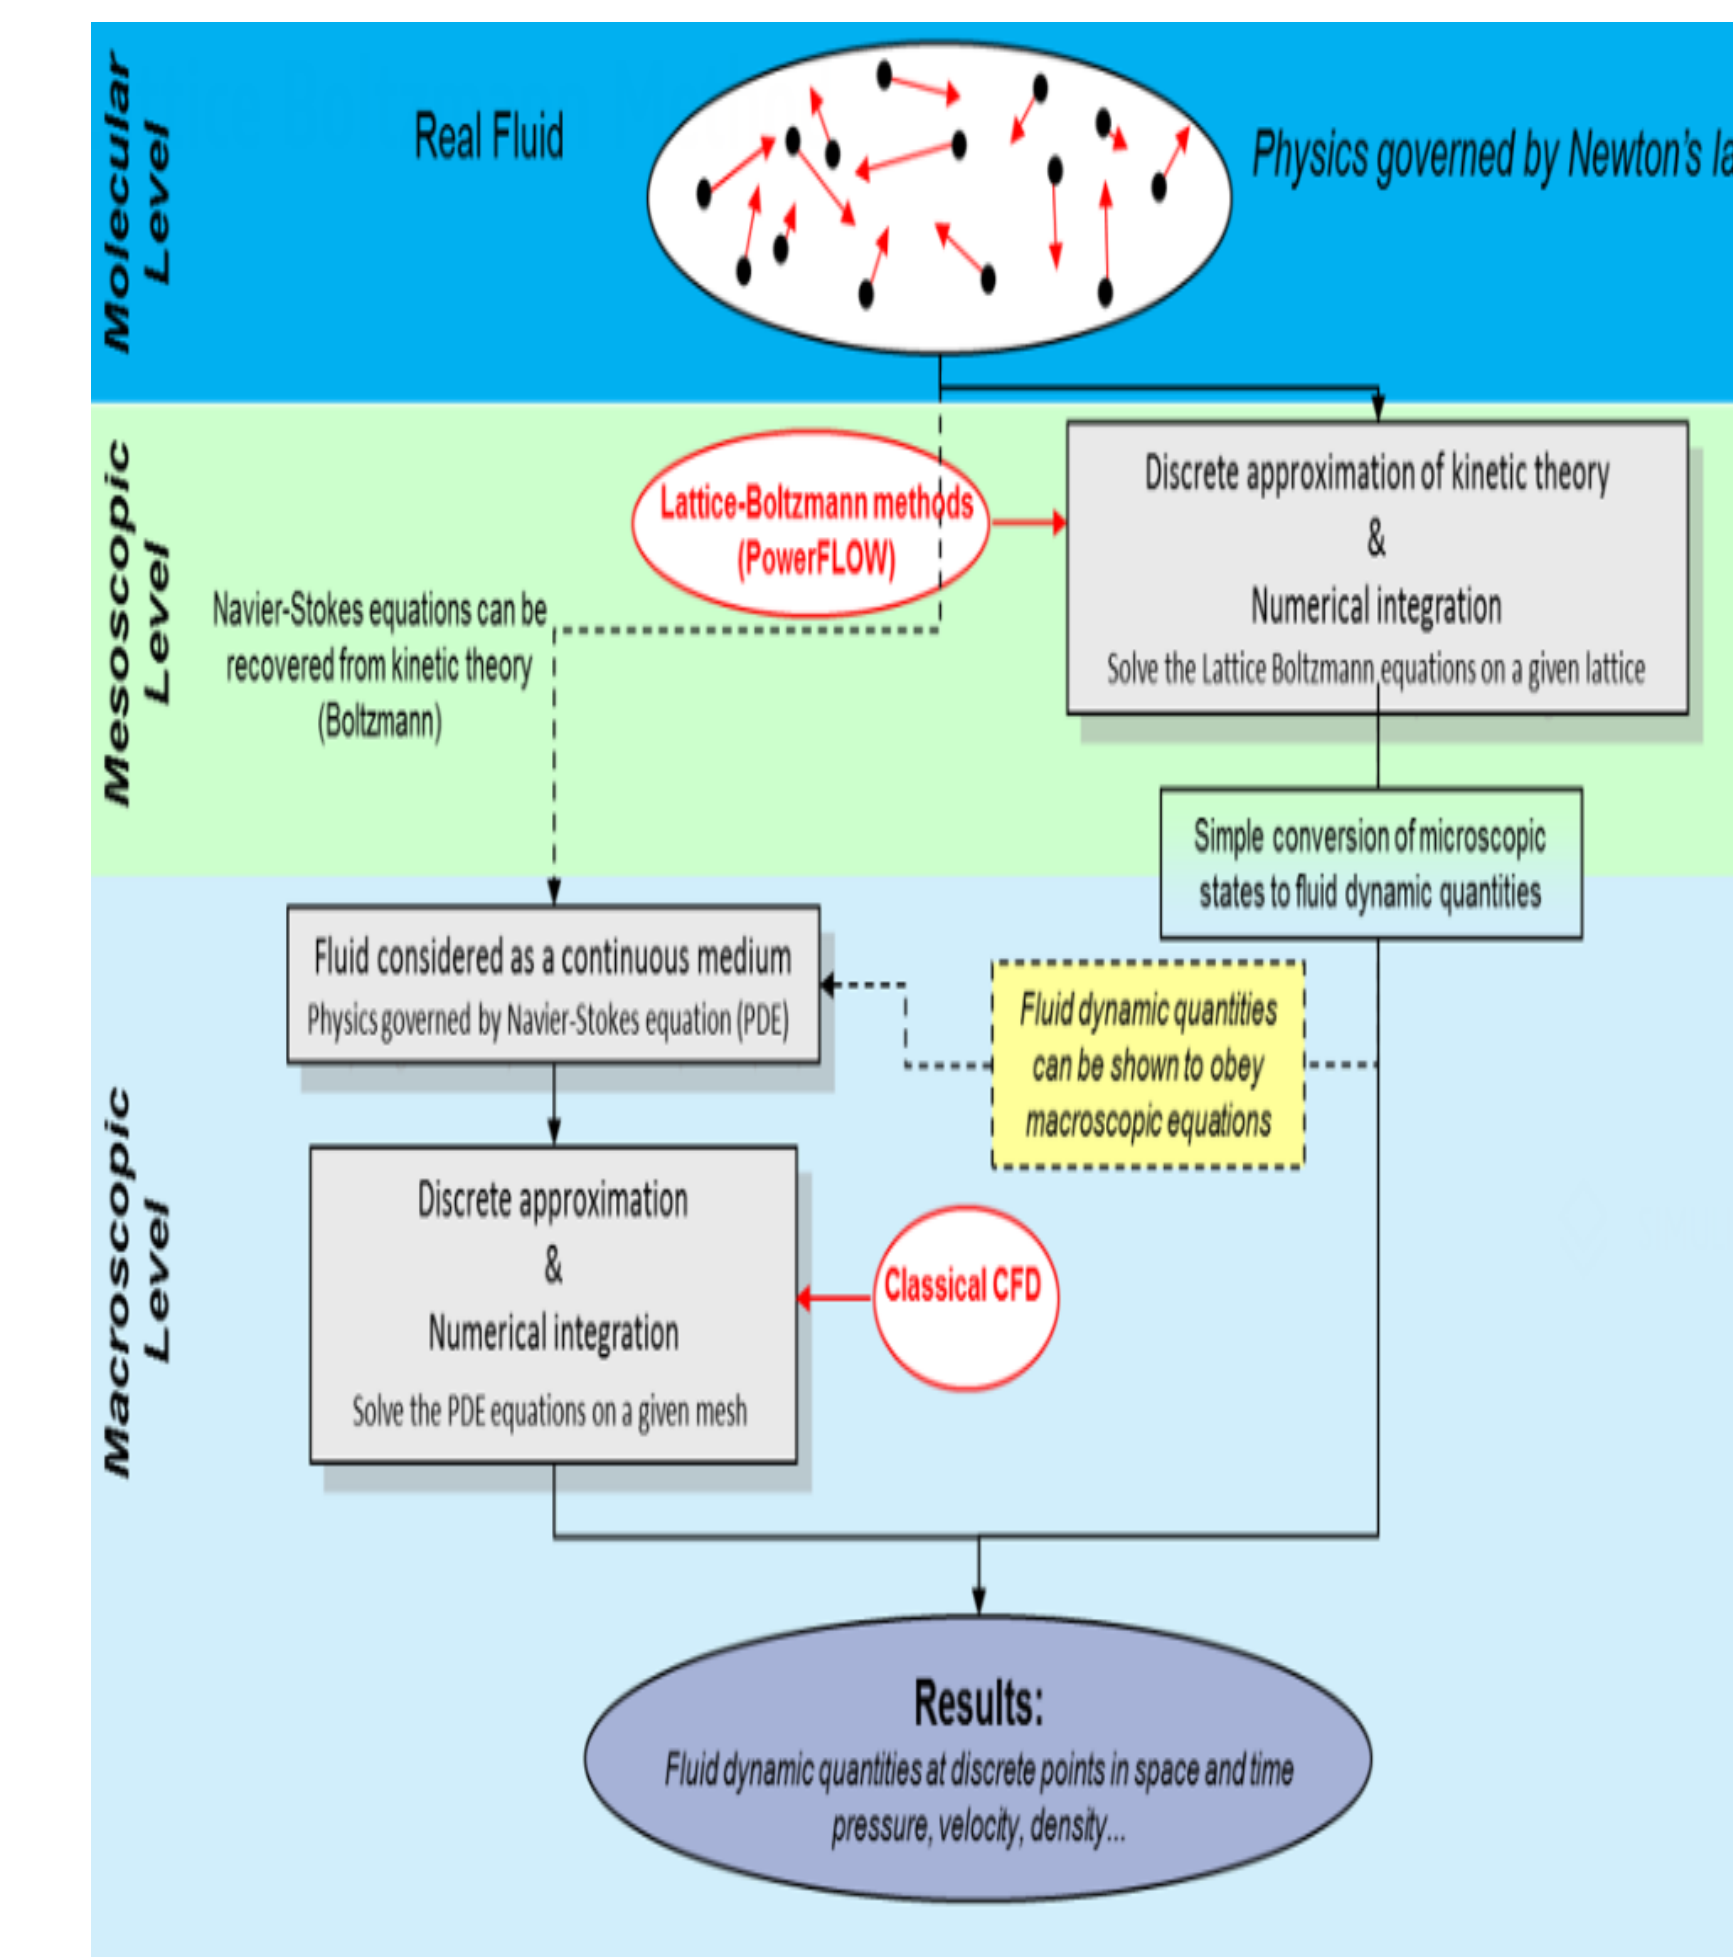 Molecular
Level
Real Fluid
Physics governed by Newton's la
Mesoscopic
Level
Lattice-Boltzmann methods
(PowerFLOW)
Discrete approximation of kinetic theory
&
Numerical integration
Solve the Lattice Boltzmann equations on a given lattice
Navier-Stokes equations can be
recovered from kinetic theory
(Boltzmann)
Simple conversion of microscopic
states to fluid dynamic quantities
Macroscopic
Level
Fluid considered as a continuous medium
Physics governed by Navier-Stokes equation (PDE)
Fluid dynamic quantities
can be shown to obey
macroscopic equations
Discrete approximation
&
Numerical integration
Solve the PDE equations on a given mesh
Classical CFD
Results:
Fluid dynamic quantities at discrete points in space and time
pressure, velocity, density...